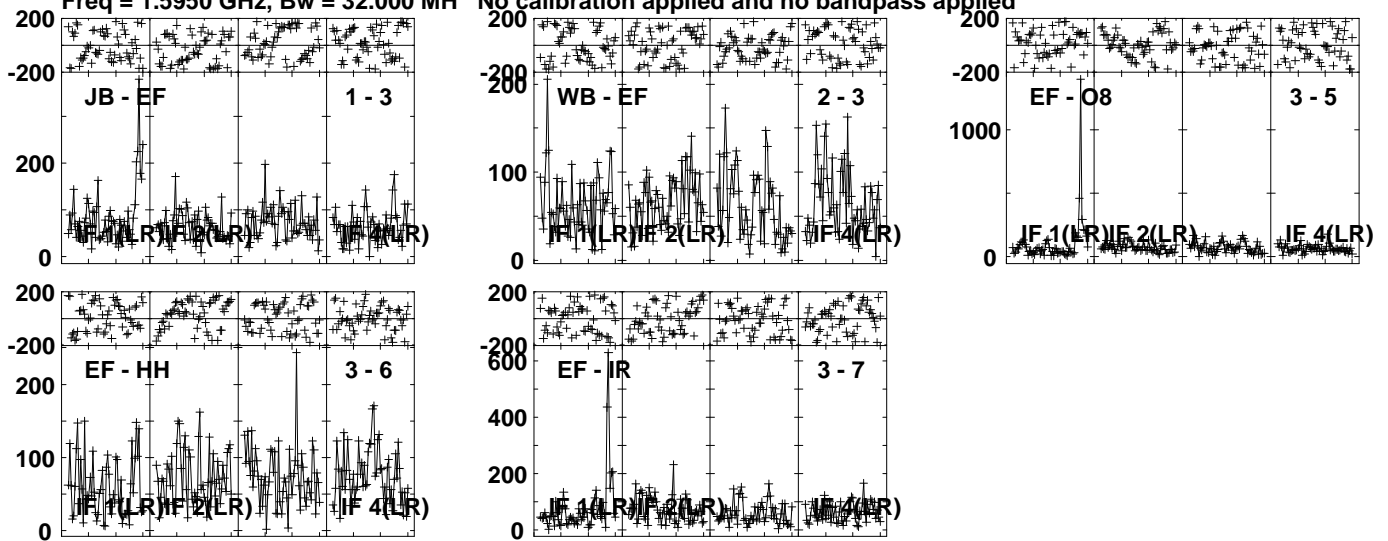 Freq = 1.5950 GHz, Bw = 32.000 MH No calibration applied and no bandpass applied
200
-200
JB - EF 1 - 3
200
0
IF 1(LR) IF 2(LR) IF 4(LR)
200
-200
WB - EF 2 - 3
200
100
0
IF 1(LR) IF 2(LR) IF 4(LR)
200
-200
EF - O8 3 - 5
1000
0
IF 1(LR) IF 2(LR) IF 4(LR)
200
-200
EF - HH 3 - 6
200
100
0
IF 1(LR) IF 2(LR) IF 4(LR)
200
-200
EF - IR 3 - 7
600
400
200
0
IF 1(LR) IF 2(LR) IF 4(LR)